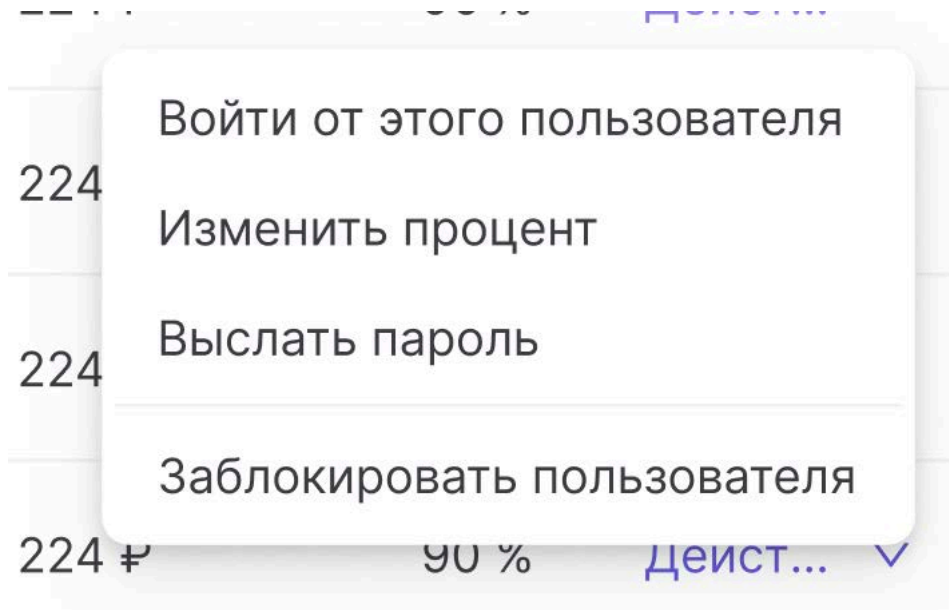 Войти от этого пользователя
224
Изменить процент
Выслать пароль
224
Заблокировать пользователя
224 ₽ 90 % Дейст...